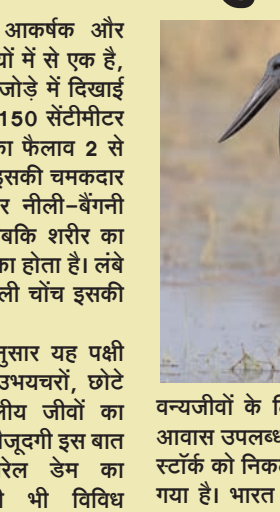 आकर्षक और
यों में से एक है,
जोड़े में दिखाई
150 सेंटीमीटर
का फैलाव 2 से
इसकी चमकदार
र नीली-बैंगनी
बकि शरीर का
का होता है। लंबे
ली चोंच इसकी
नुसार यह पक्षी
उभयचरों, छोटे
लीय जीवों का
मौजूदगी इस बात
रेल डेम का
भी विविध
वन्यजीवों के
आवास उपलब्ध
स्टॉर्क को निक
गया है। भारत